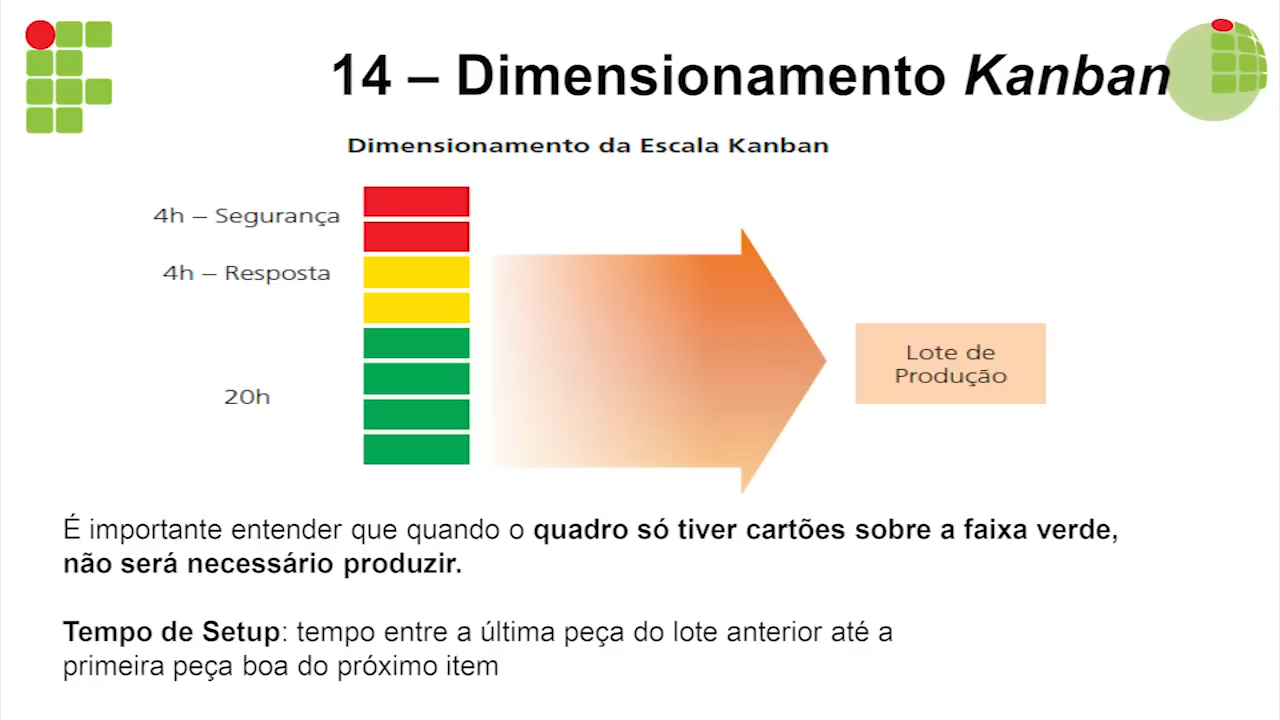 14 – Dimensionamento Kanban
Dimensionamento da Escala Kanban
4h – Segurança
4h – Resposta
20h
Lote de
Produção
É importante entender que quando o quadro só tiver cartões sobre a faixa verde,
não será necessário produzir.
Tempo de Setup: tempo entre a última peça do lote anterior até a
primeira peça boa do próximo item